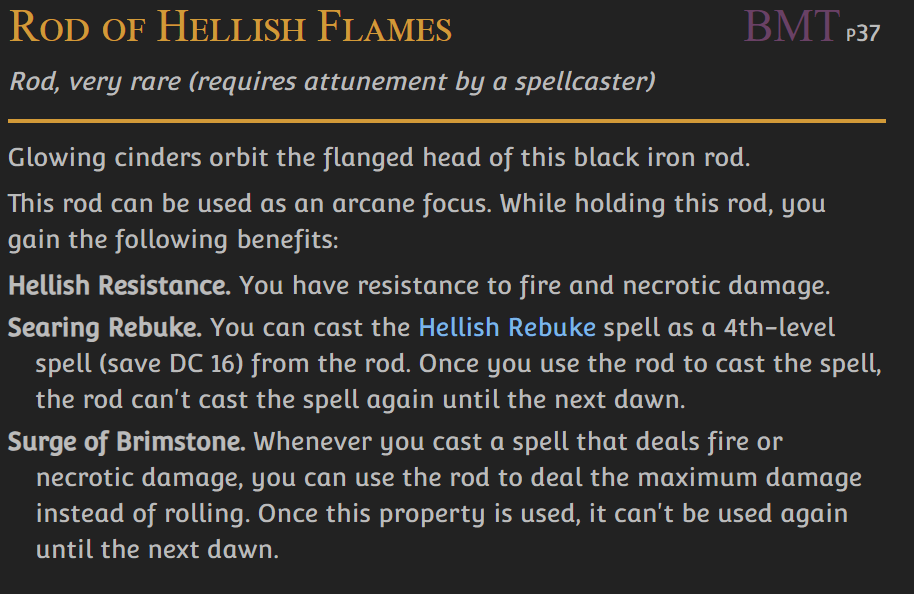 Rod of Hellish Flames BMT p37
Rod, very rare (requires attunement by a spellcaster)
Glowing cinders orbit the flanged head of this black iron rod.
This rod can be used as an arcane focus. While holding this rod, you
gain the following benefits:
Hellish Resistance. You have resistance to fire and necrotic damage.
Searing Rebuke. You can cast the Hellish Rebuke spell as a 4th-level
spell (save DC 16) from the rod. Once you use the rod to cast the spell,
the rod can't cast the spell again until the next dawn.
Surge of Brimstone. Whenever you cast a spell that deals fire or
necrotic damage, you can use the rod to deal the maximum damage
instead of rolling. Once this property is used, it can't be used again
until the next dawn.